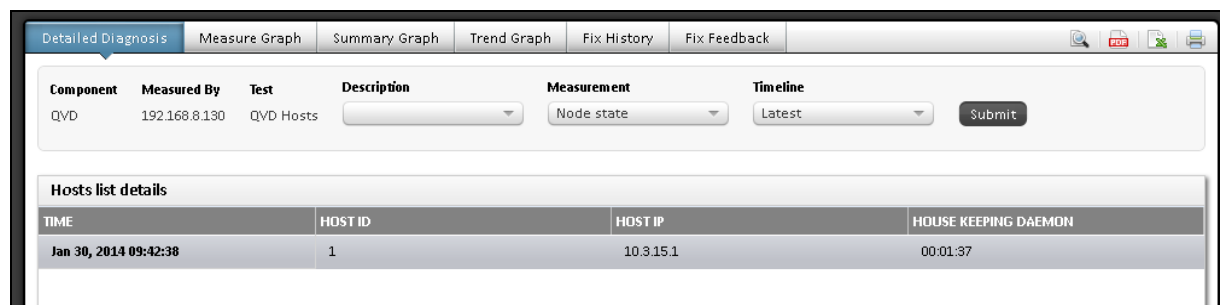 Detailed Diagnosis Measure Graph Summary Graph Trend Graph Fix History Fix Feedback
Component Measured By Test Description Measurement Timeline
QVD 192.168.8.130 QVD Hosts Node state Latest Submit
Hosts list details
TIME HOST ID HOST IP HOUSE KEEPING DAEMON
Jan 30, 2014 09:42:38 1 10.3.15.1 00:01:37